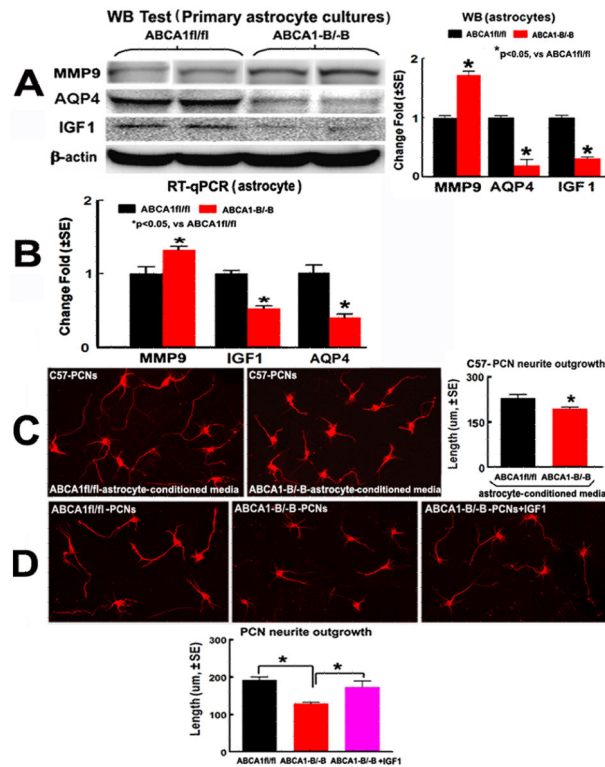 WB Test (Primary astrocyte cultures)
ABCA1fl/fl ABCA1-B/-B
A
MMP9
AQP4
IGF1
β-actin
WB (astrocytes)
ABCA1fl/fl ABCA1-B/-B
*p<0.05, vs ABCA1fl/fl
Change Fold (±SE)
2
1
0
* * *
MMP9 AQP4 IGF 1
RT-qPCR (astrocyte)
B
ABCA1fl/fl ABCA1-B/-B
*p<0.05, vs ABCA1fl/fl
Change Fold (±SE)
2
1
0
* * *
MMP9 IGF1 AQP4
C
C57-PCNs C57-PCNs
ABCA1fl/fl-astrocyte-conditioned media ABCA1-B/-B-astrocyte-conditioned media
C57- PCN neurite outgrowth
Length (um, ±SE)
300
150
0
*
ABCA1fl/fl ABCA1-B/-B
astrocyte-conditioned media
D
ABCA1fl/fl -PCNs ABCA1-B/-B -PCNs ABCA1-B/-B -PCNs+IGF1
PCN neurite outgrowth
Length (um, ±SE)
300
200
100
0
* *
ABCA1fl/fl ABCA1-B/-B ABCA1-B/-B +IGF1